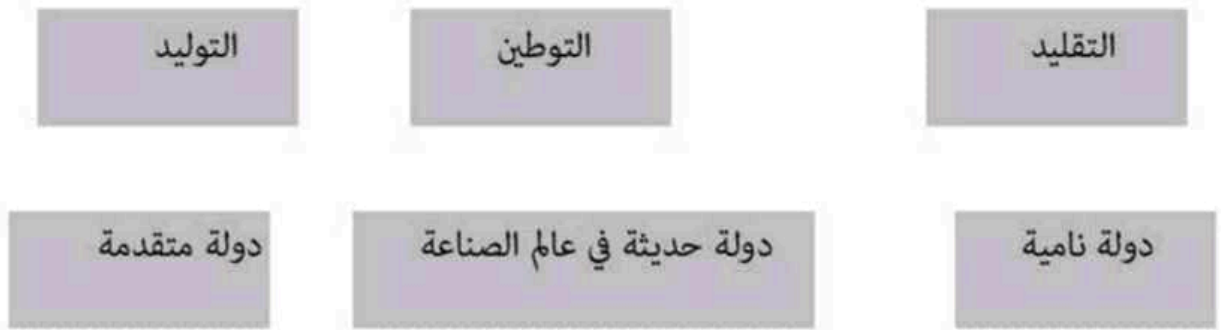 التقليد التوطين التوليد
دولة نامية دولة حديثة في عالم الصناعة دولة متقدمة